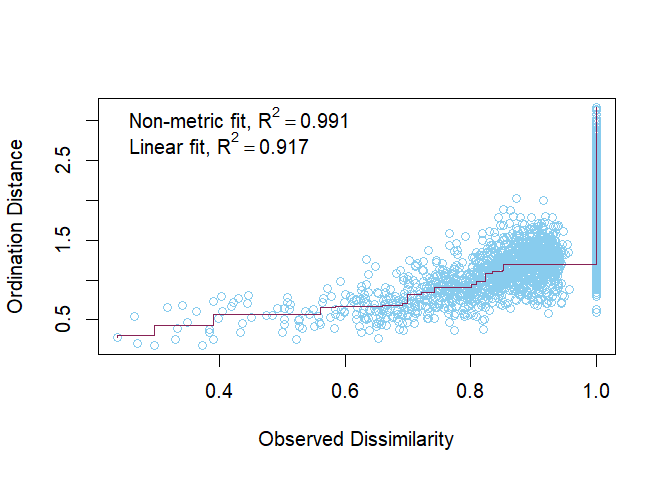 Non-metric fit, R² = 0.991
Linear fit, R² = 0.917
Ordination Distance
2.5
1.5
0.5
0.4 0.6 0.8 1.0
Observed Dissimilarity